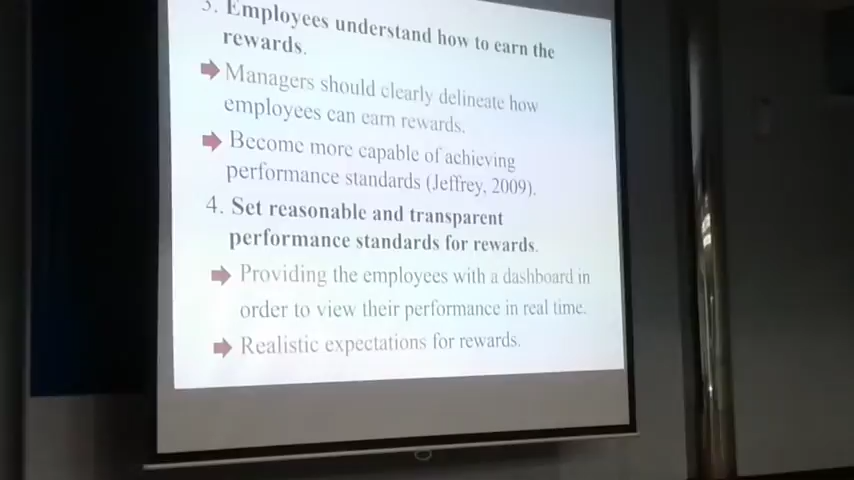 3. Employees understand how to earn the
rewards.
Managers should clearly delineate how
employees can earn rewards.
Become more capable of achieving
performance standards (Jeffrey, 2009).
4. Set reasonable and transparent
performance standards for rewards.
Providing the employees with a dashboard in
order to view their performance in real time.
Realistic expectations for rewards.